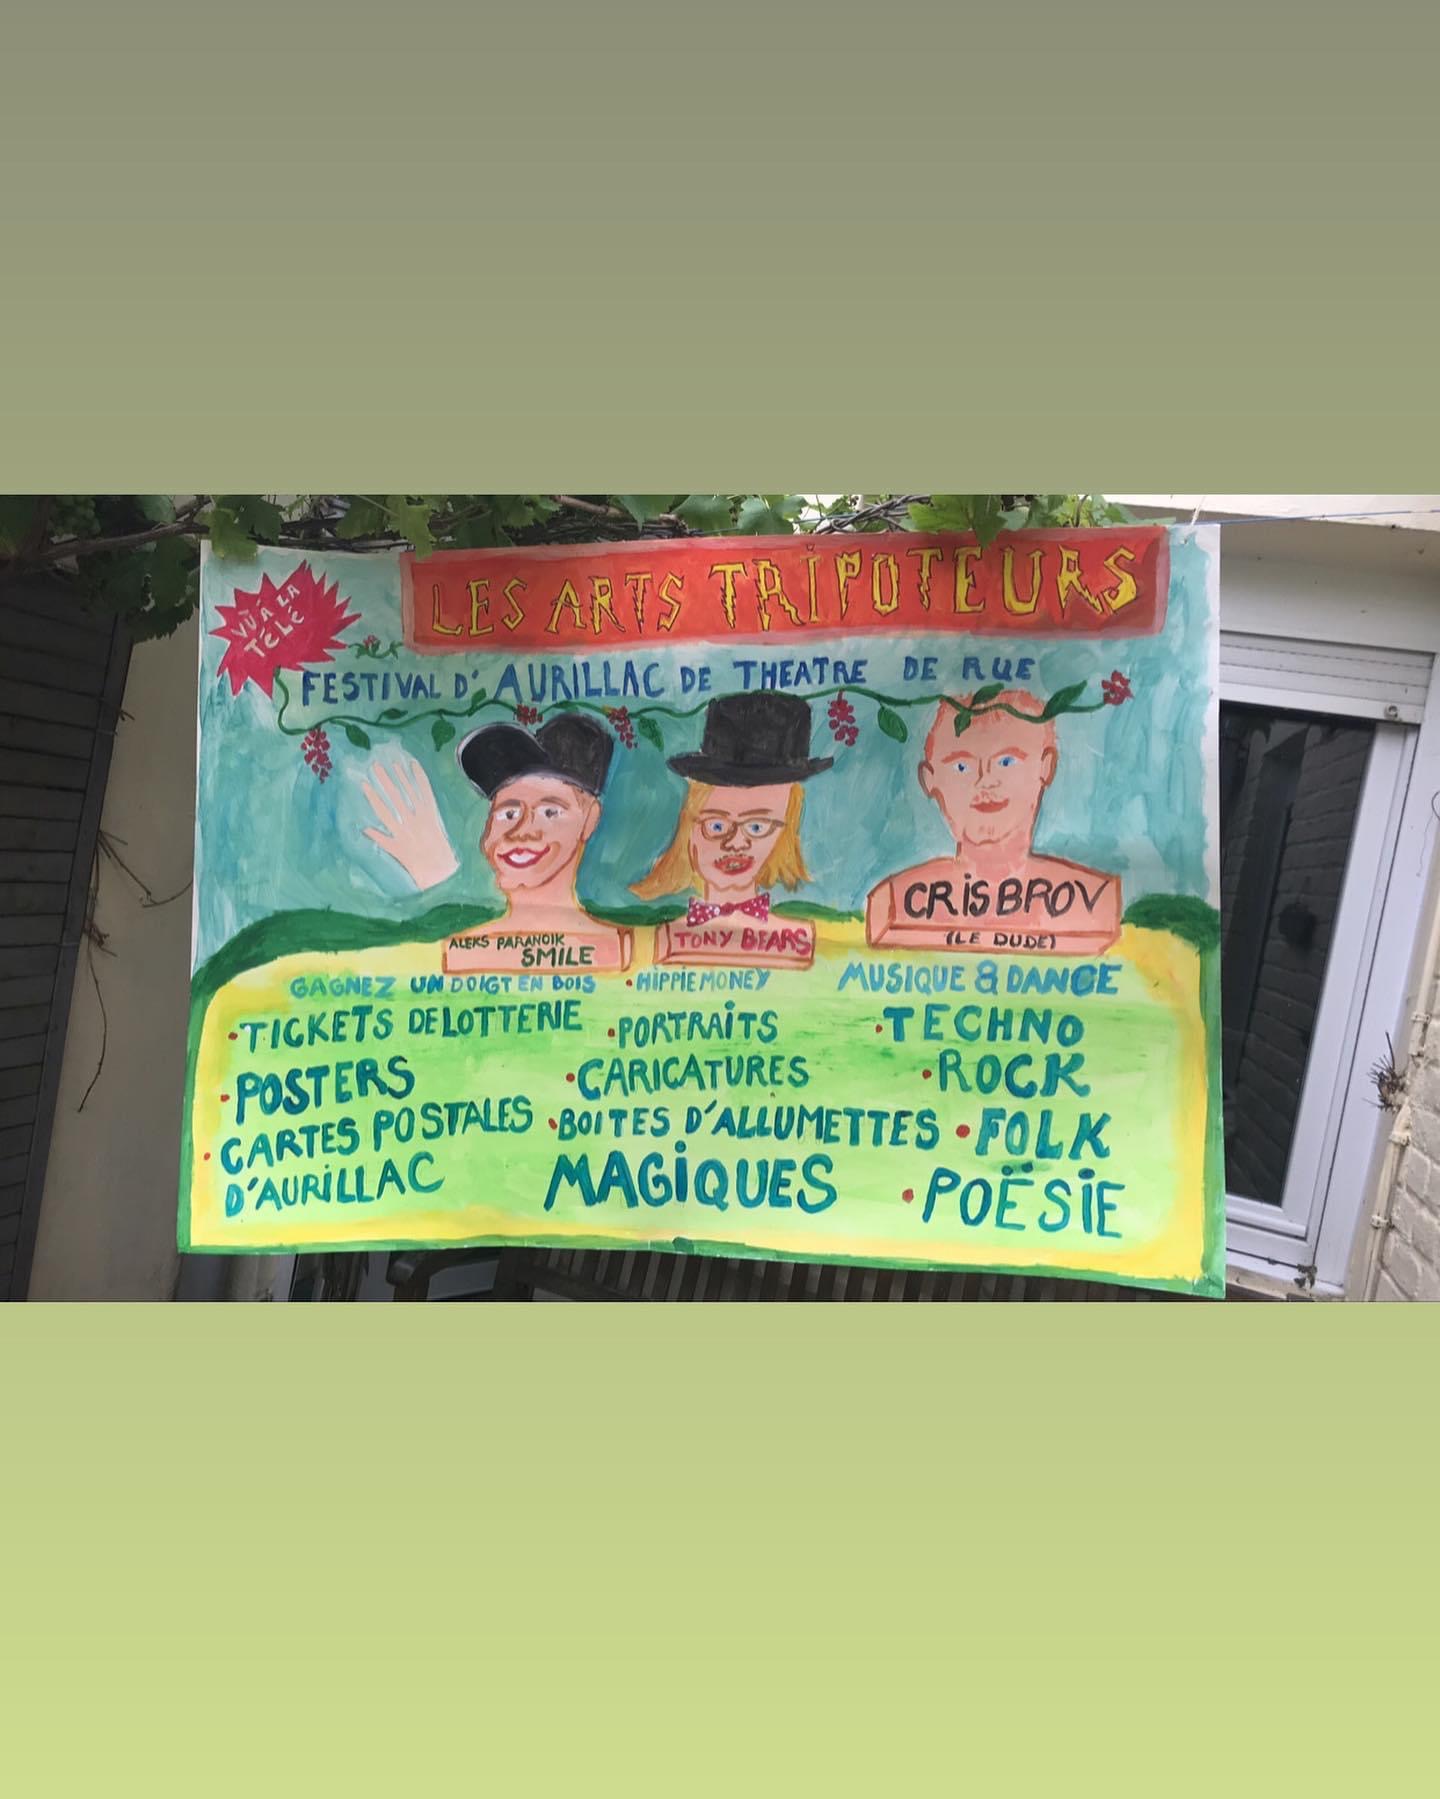 LES ARTS TRIPOTEURS
VÛ A LA
TÉLÉ
FESTIVAL D'AURILLAC DE THEATRE DE RUE
ALEKS PARANOIK
SMILE
TONY BEARS
CRISBROV
(LE DUDE)
GAGNEZ UN DOIGT EN BOIS
• TICKETS DE LOTTERIE
• POSTERS
• CARTES POSTALES
D'AURILLAC
• HIPPIE MONEY
• PORTRAITS
• CARICATURES
• BOITES D'ALLUMETTES
MAGIQUES
MUSIQUE & DANCE
• TECHNO
• ROCK
• FOLK
• POËSIE